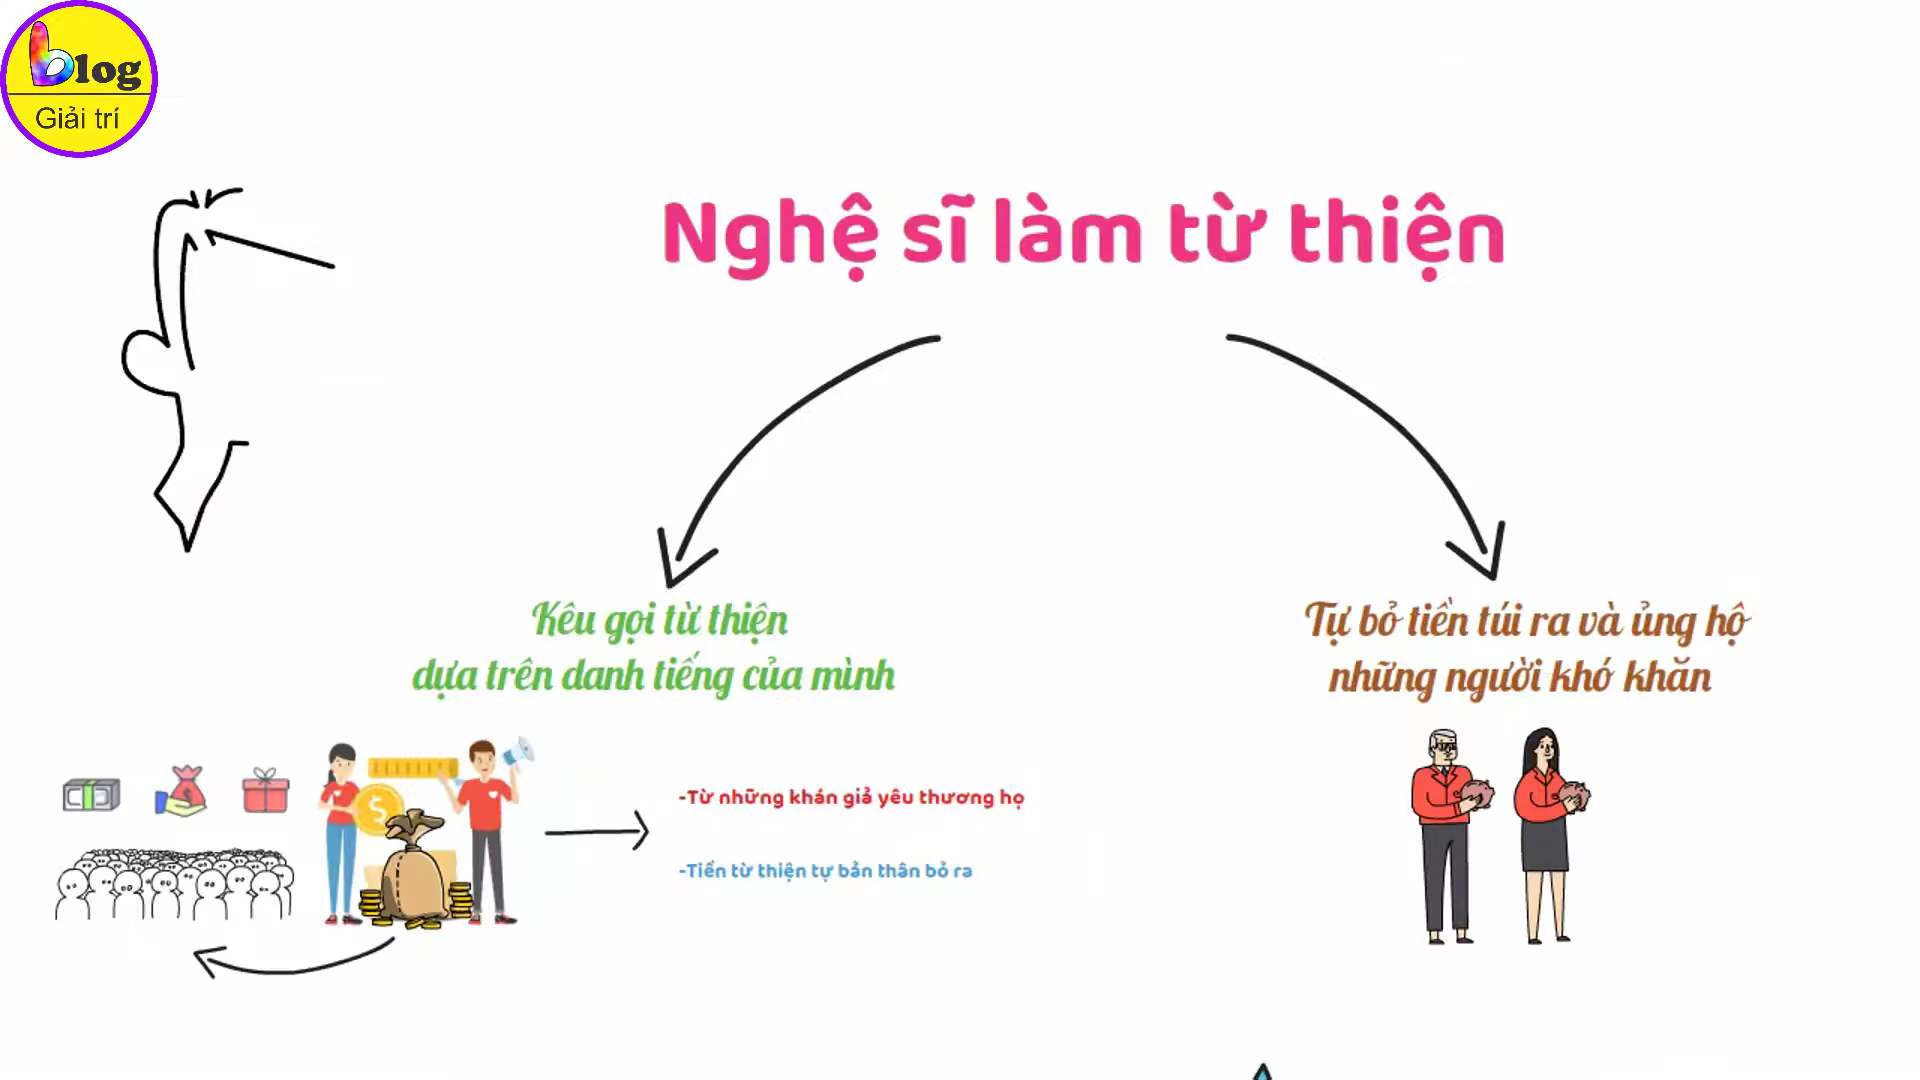 blog
Giải trí
Nghệ sĩ làm từ thiện
Kêu gọi từ thiện
dựa trên danh tiếng của mình
Tự bỏ tiền túi ra và ủng hộ
những người khó khăn
-Từ những khán giả yêu thương họ
-Tiền từ thiện tự bản thân bỏ ra